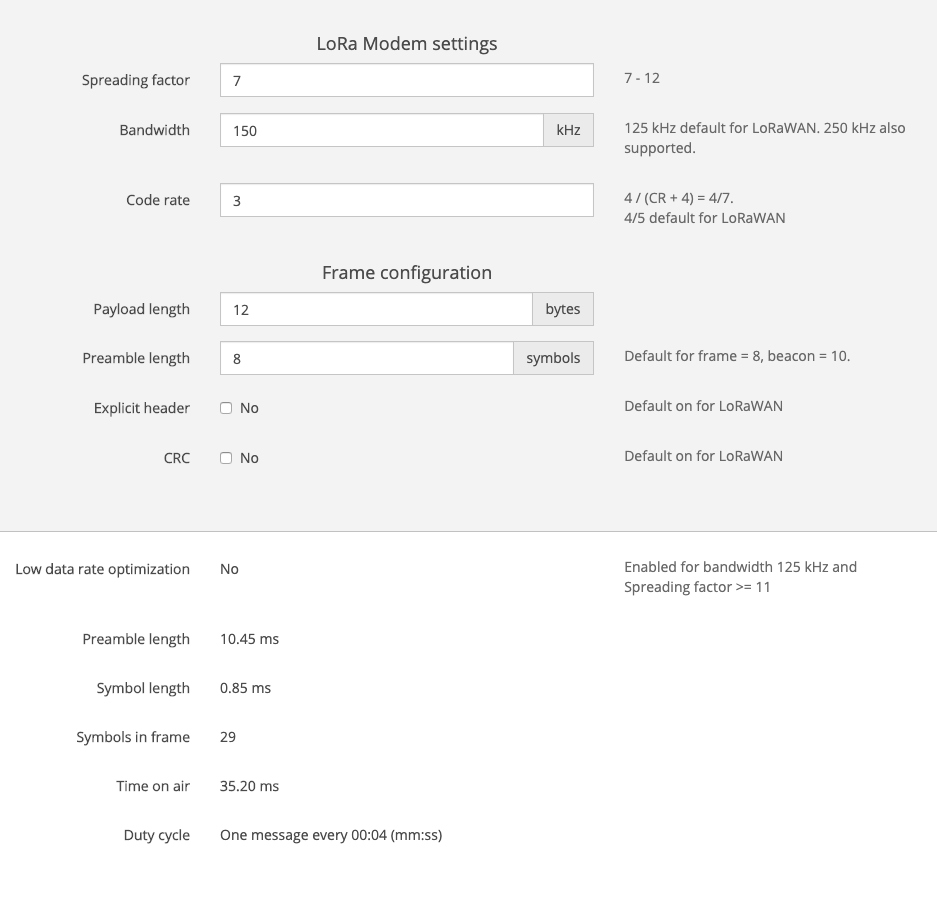 LoRa Modem settings
Spreading factor 7 7 - 12
Bandwidth 150 kHz 125 kHz default for LoRaWAN. 250 kHz also
supported.
Code rate 3 4 / (CR + 4) = 4/7.
4/5 default for LoRaWAN
Frame configuration
Payload length 12 bytes
Preamble length 8 symbols Default for frame = 8, beacon = 10.
Explicit header No Default on for LoRaWAN
CRC No Default on for LoRaWAN
Low data rate optimization No Enabled for bandwidth 125 kHz and
Spreading factor >= 11
Preamble length 10.45 ms
Symbol length 0.85 ms
Symbols in frame 29
Time on air 35.20 ms
Duty cycle One message every 00:04 (mm:ss)